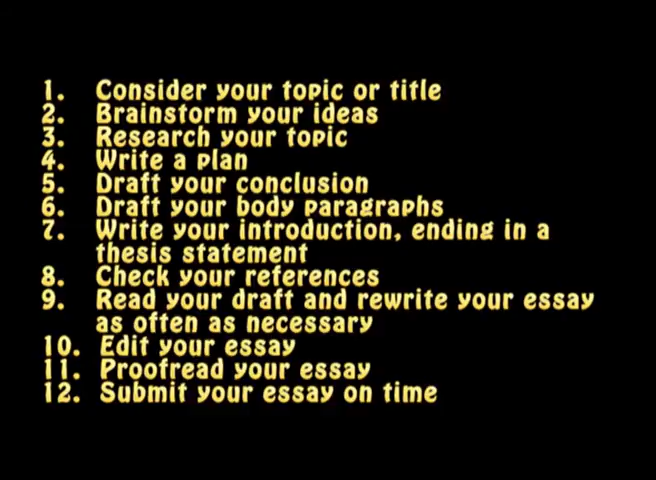 1. Consider your topic or title
2. Brainstorm your ideas
3. Research your topic
4. Write a plan
5. Draft your conclusion
6. Draft your body paragraphs
7. Write your introduction, ending in a
thesis statement
8. Check your references
9. Read your draft and rewrite your essay
as often as necessary
10. Edit your essay
11. Proofread your essay
12. Submit your essay on time